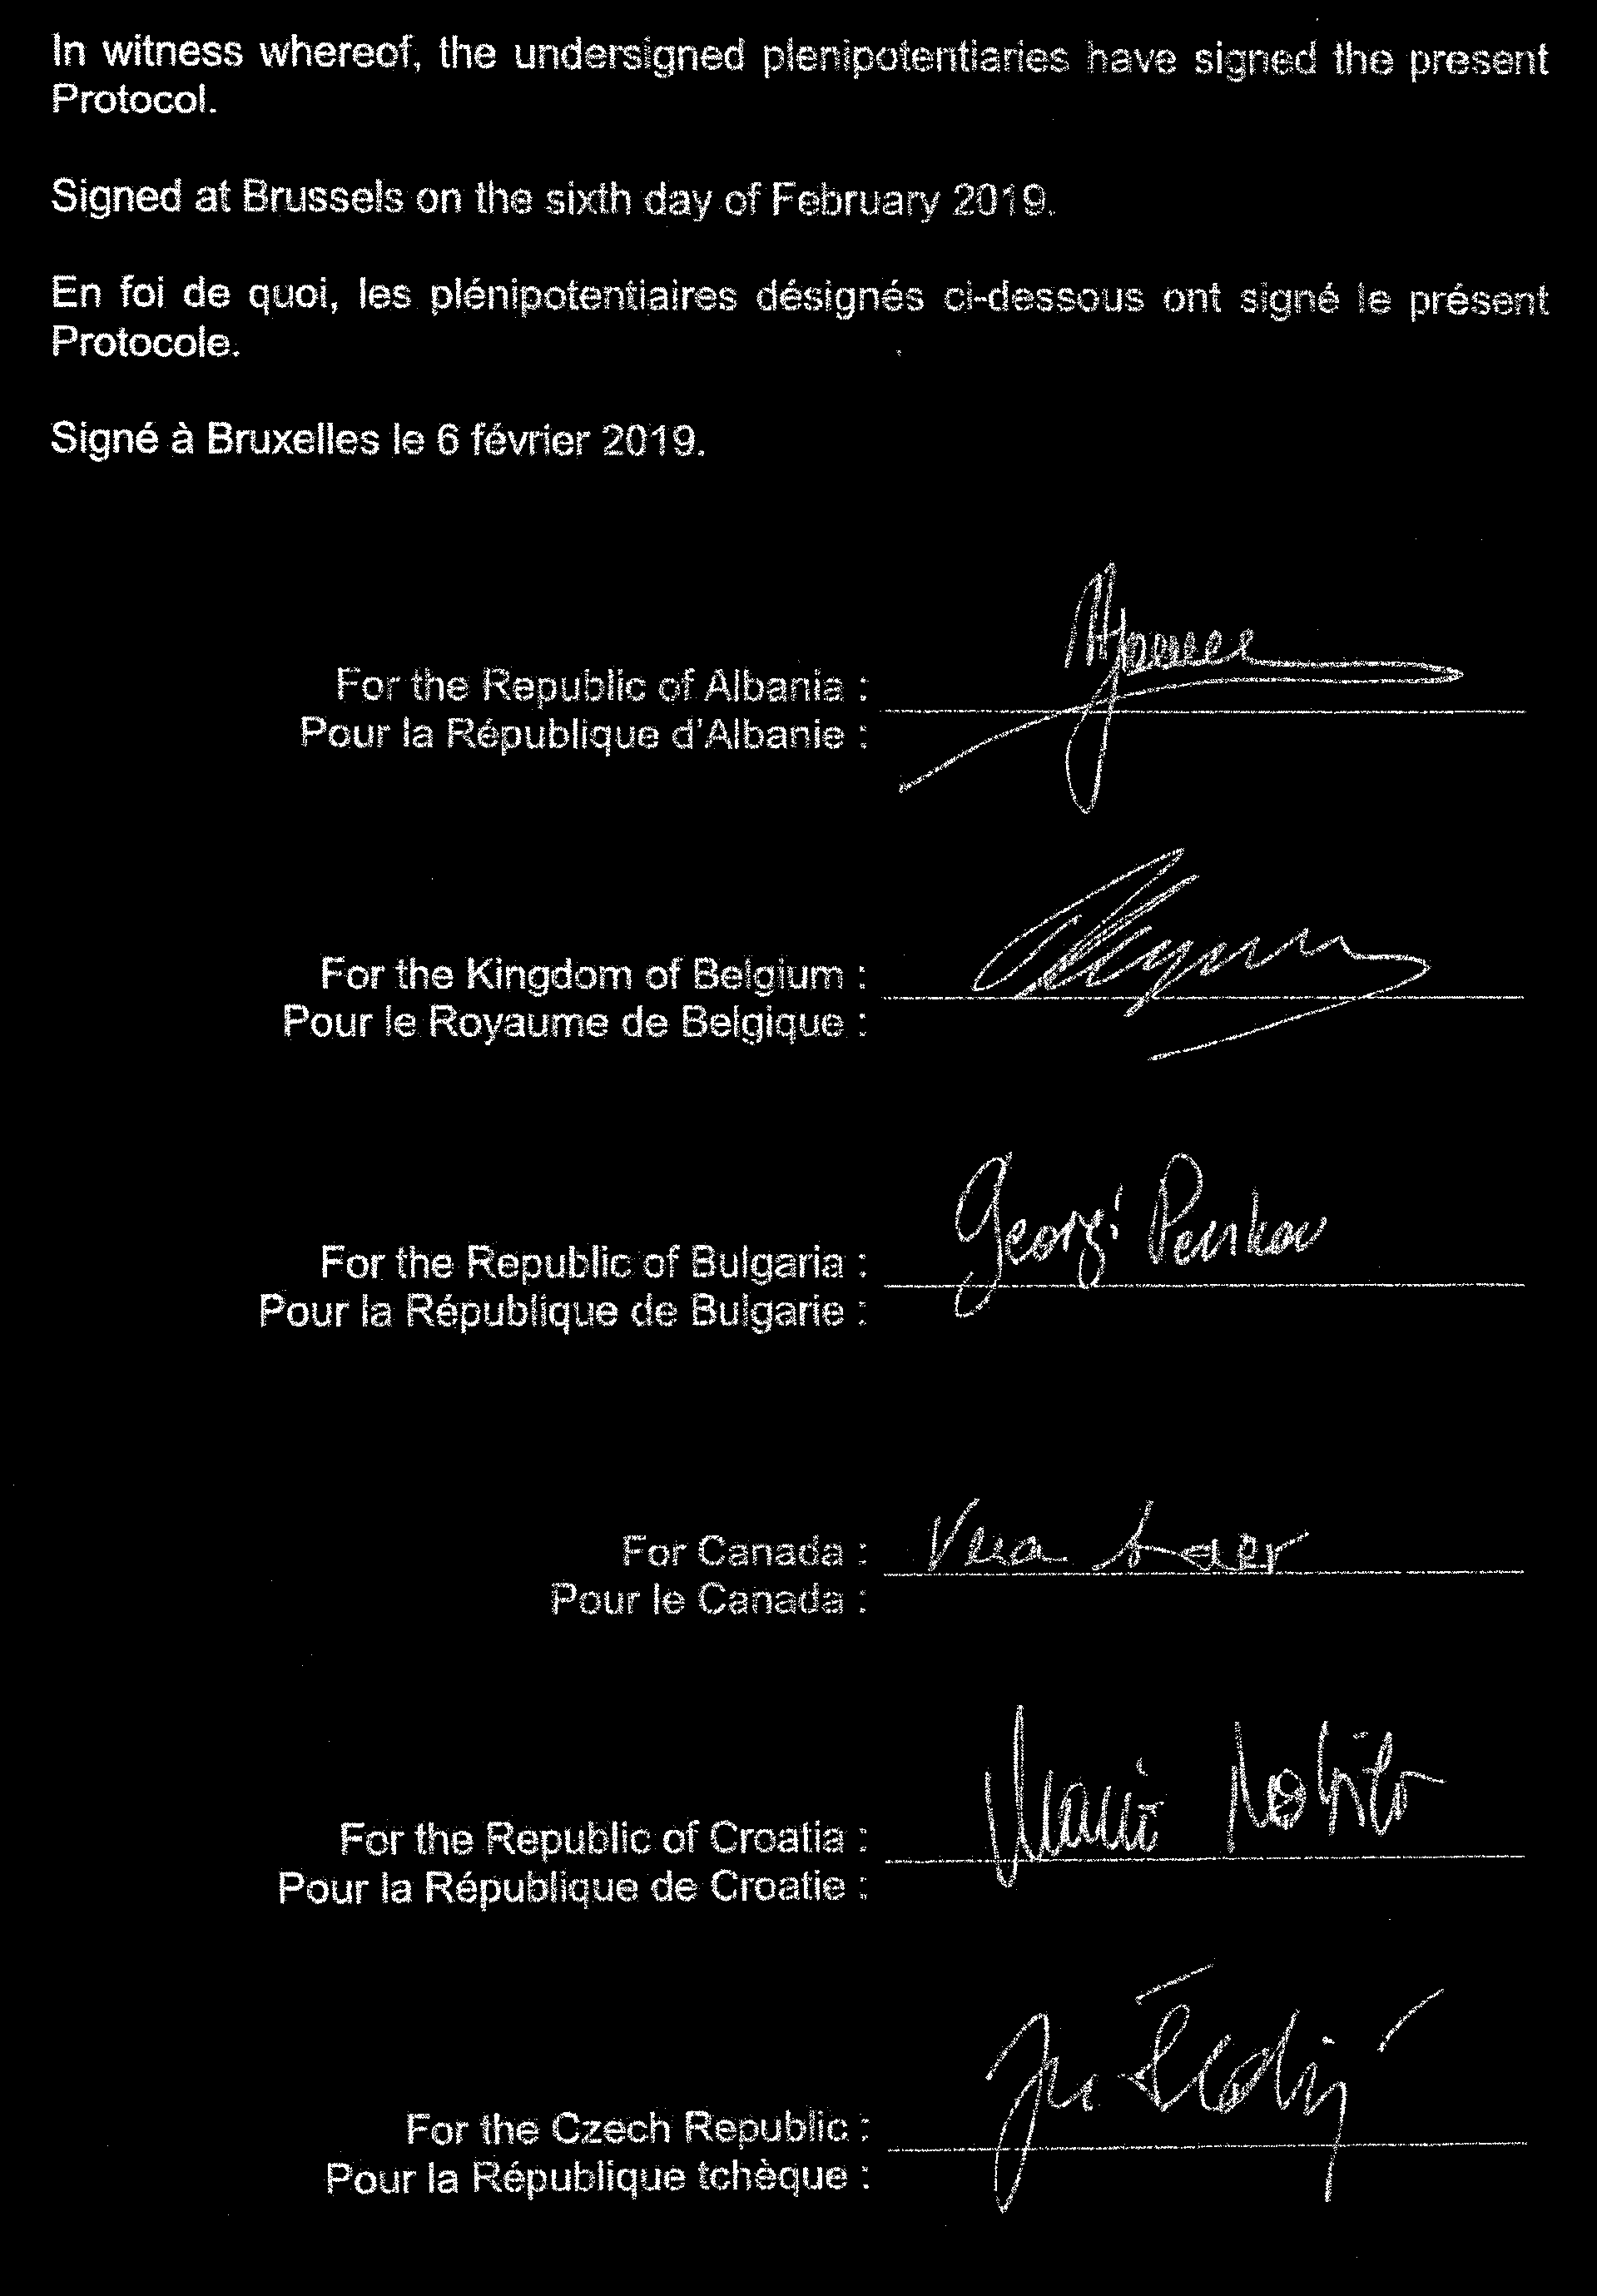 In witness whereof, the undersigned plenipotentiaries have signed the present
Protocol.
Signed at Brussels on the sixth day of February 2019.
En foi de quoi, les plénipotentiaires désignés ci-dessous ont signé le présent
Protocole.
Signé à Bruxelles le 6 février 2019.
For the Republic of Albania :
Pour la République d'Albanie :
For the Kingdom of Belgium :
Pour le Royaume de Belgique :
Georgi Penkov
For the Republic of Bulgaria :
Pour la République de Bulgarie :
For Canada : Vera
Pour le Canada :
For the Republic of Croatia :
Pour la République de Croatie :
For the Czech Republic :
Pour la République tchèque :